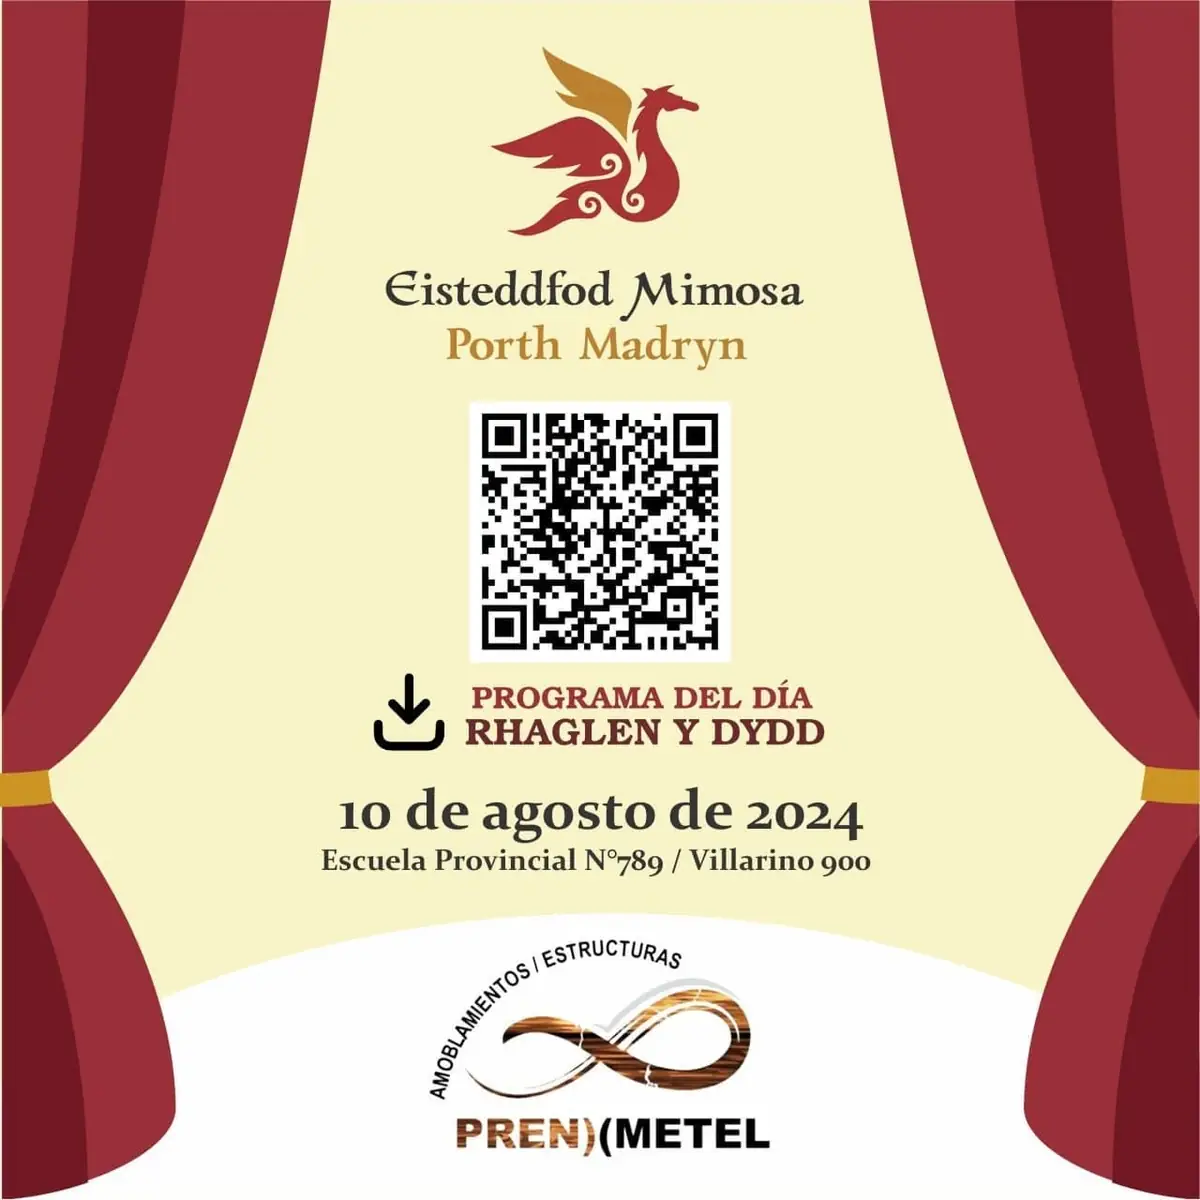 Eisteddfod Mimosa
Porth Madryn
PROGRAMA DEL DÍA
RHAGLEN Y DYDD
10 de agosto de 2024
Escuela Provincial N°789 / Villarino 900
AMOBLAMIENTOS / ESTRUCTURAS
PREN)(METEL